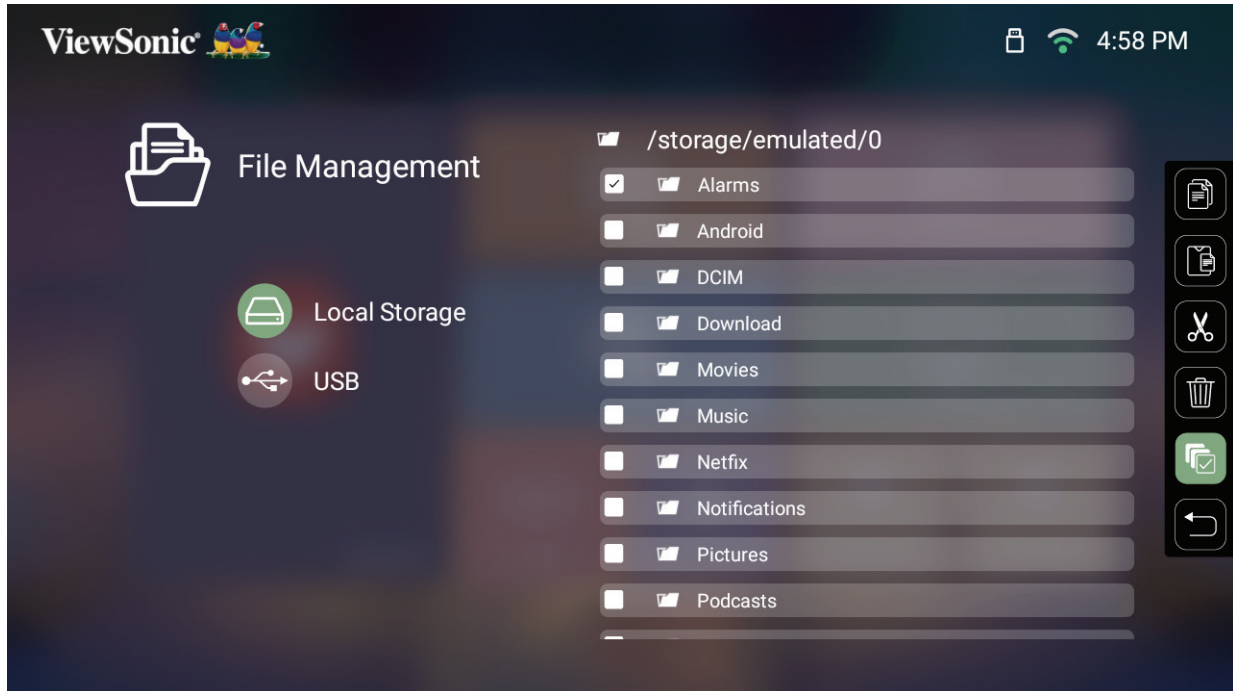 ViewSonic
4:58 PM
File Management
/storage/emulated/0
Alarms
Android
DCIM
Local Storage
Download
Movies
USB
Music
Netfix
Notifications
Pictures
Podcasts